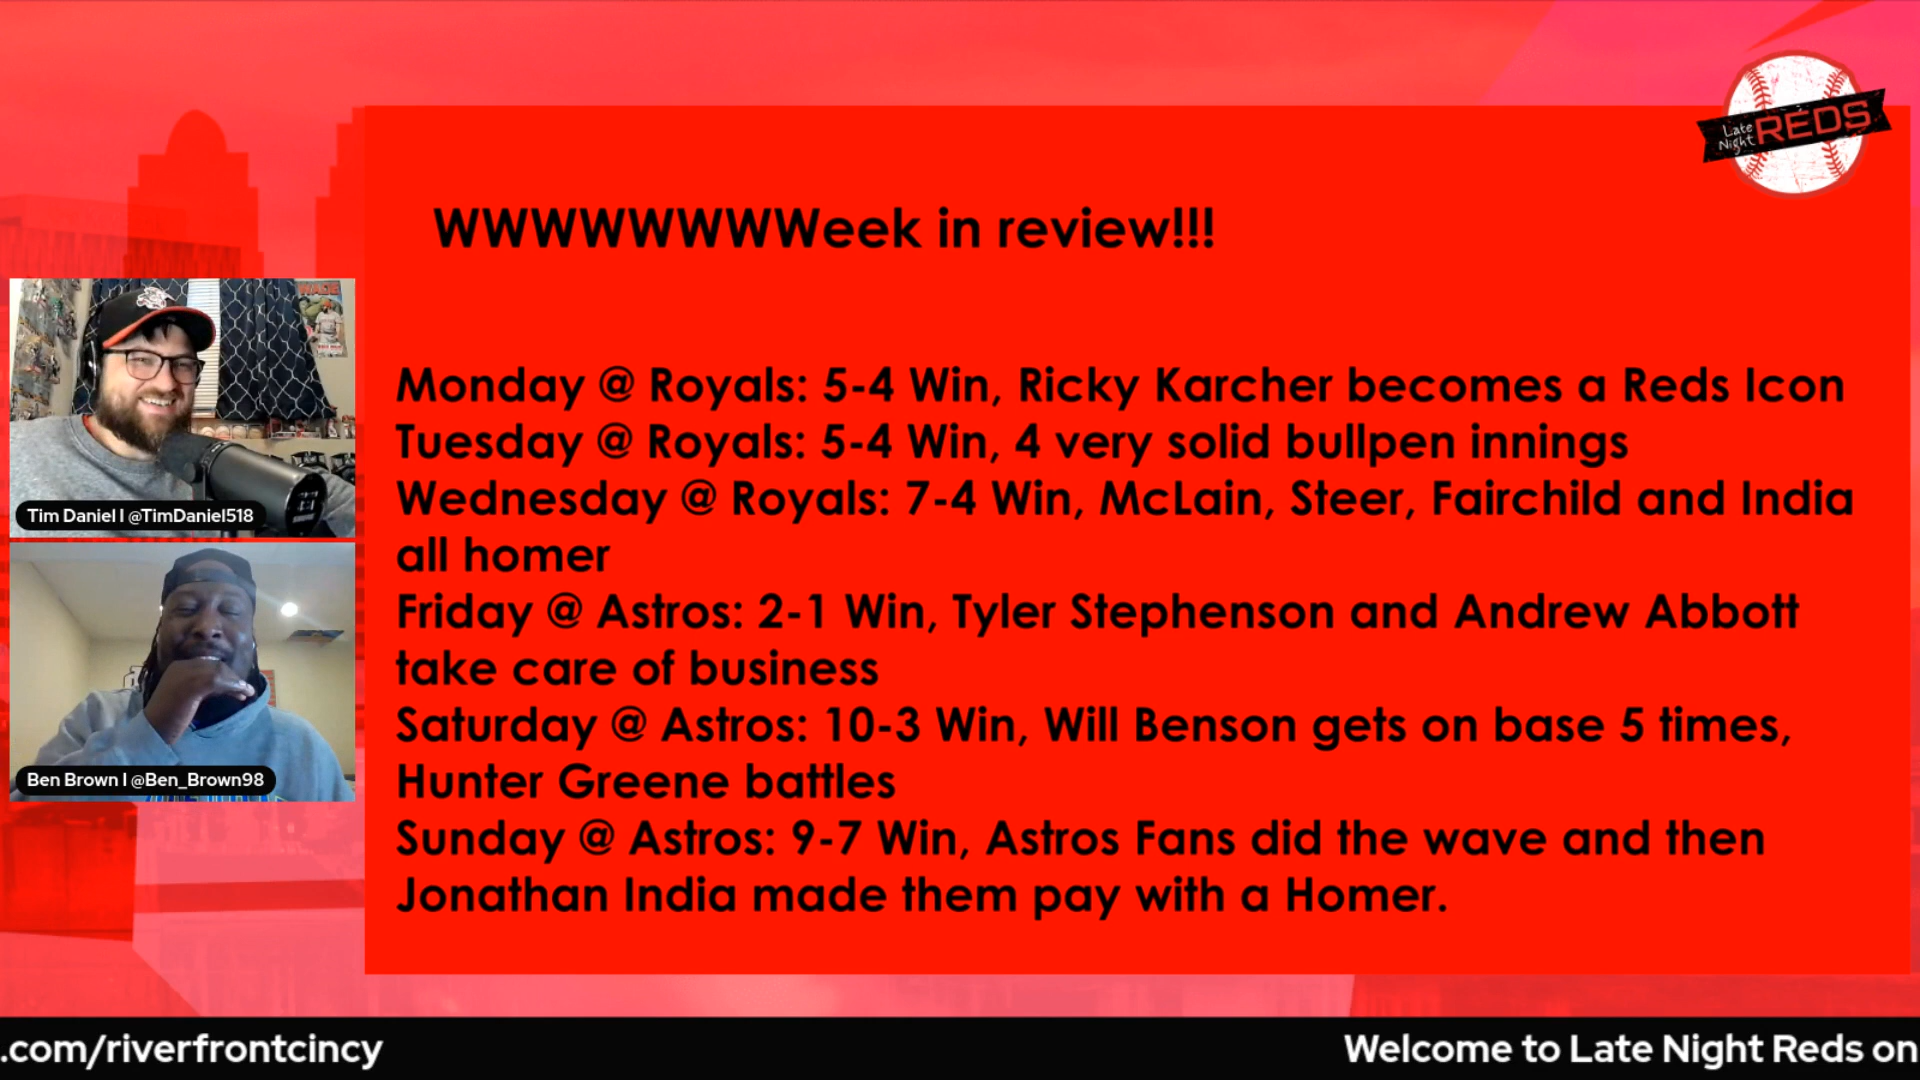 Late
Night
REDS
WWWWWWWWeek in review!!!
Monday @ Royals: 5-4 Win, Ricky Karcher becomes a Reds Icon
Tuesday @ Royals: 5-4 Win, 4 very solid bullpen innings
Wednesday @ Royals: 7-4 Win, McLain, Steer, Fairchild and India
all homer
Friday @ Astros: 2-1 Win, Tyler Stephenson and Andrew Abbott
take care of business
Saturday @ Astros: 10-3 Win, Will Benson gets on base 5 times,
Hunter Greene battles
Sunday @ Astros: 9-7 Win, Astros Fans did the wave and then
Jonathan India made them pay with a Homer.
WADE
Tim Daniel I @TimDaniel518
Ben Brown I @Ben_Brown98
.com/riverfrontcincy
Welcome to Late Night Reds on